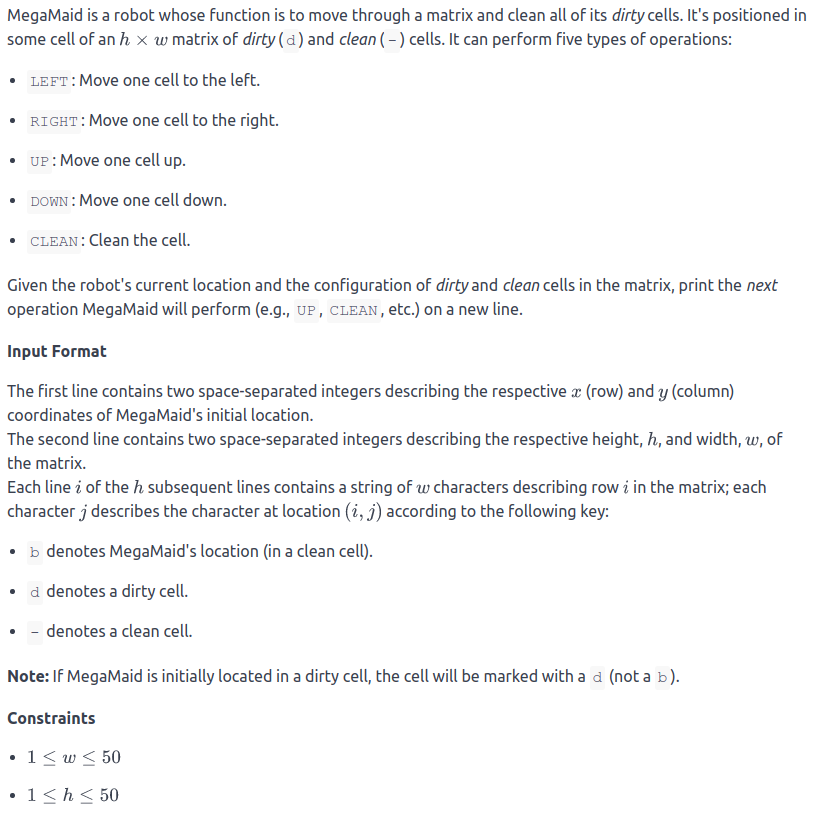 MegaMaid is a robot whose function is to move through a matrix and clean all of its dirty cells. It's positioned in
some cell of an h × w matrix of dirty ( d ) and clean ( - ) cells. It can perform five types of operations:
• LEFT : Move one cell to the left.
• RIGHT : Move one cell to the right.
• UP : Move one cell up.
• DOWN : Move one cell down.
• CLEAN : Clean the cell.
Given the robot's current location and the configuration of dirty and clean cells in the matrix, print the next
operation MegaMaid will perform (e.g., UP , CLEAN , etc.) on a new line.
Input Format
The first line contains two space-separated integers describing the respective x (row) and y (column)
coordinates of MegaMaid's initial location.
The second line contains two space-separated integers describing the respective height, h, and width, w, of
the matrix.
Each line i of the h subsequent lines contains a string of w characters describing row i in the matrix; each
character j describes the character at location (i, j) according to the following key:
• b denotes MegaMaid's location (in a clean cell).
• d denotes a dirty cell.
• - denotes a clean cell.
Note: If MegaMaid is initially located in a dirty cell, the cell will be marked with a d (not a b ).
Constraints
• 1 ≤ w ≤ 50
• 1 ≤ h ≤ 50